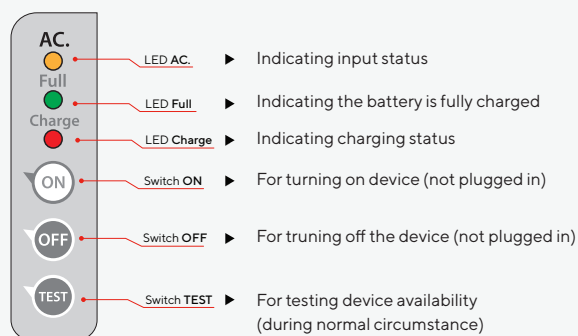 AC.
LED AC. ▶ Indicating input status
Full
LED Full ▶ Indicating the battery is fully charged
Charge
LED Charge ▶ Indicating charging status
ON
Switch ON ▶ For turning on device (not plugged in)
OFF
Switch OFF ▶ For truning off the device (not plugged in)
TEST
Switch TEST ▶ For testing device availability
(during normal circumstance)